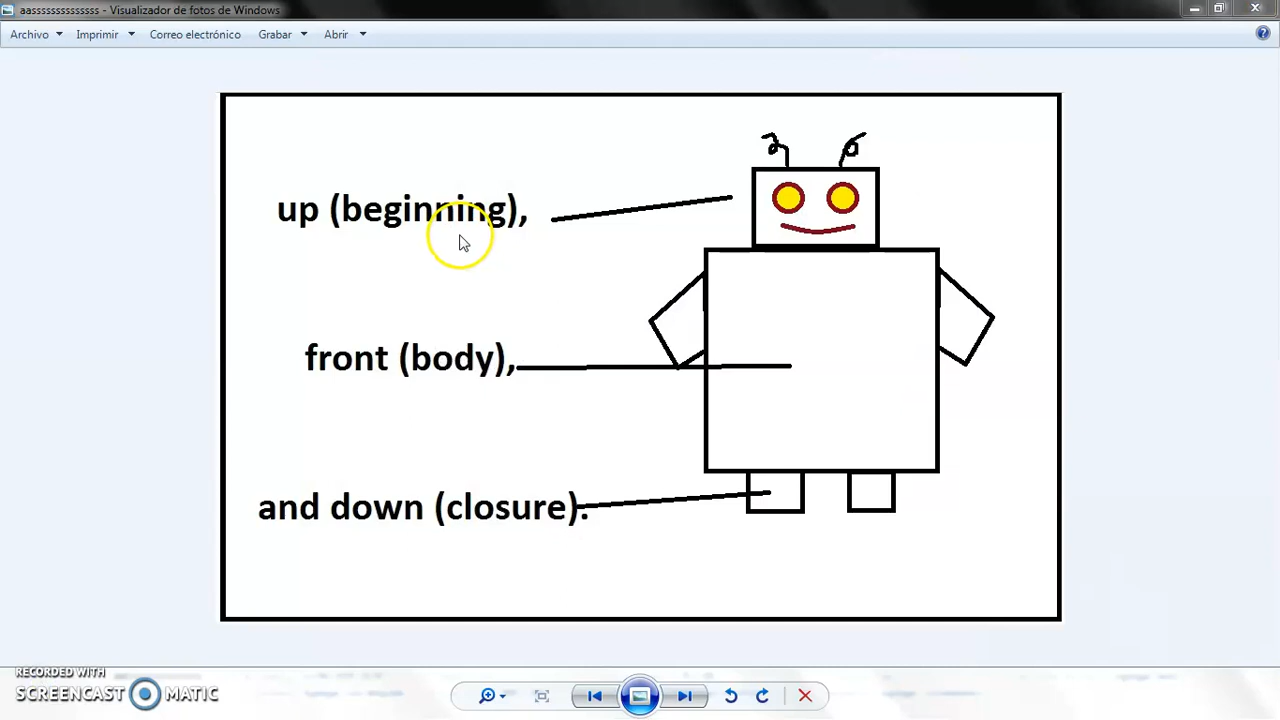 aassssssssssssss - Visualizador de fotos de Windows
Archivo Imprimir Correo electrónico Grabar Abrir
up (beginning),
front (body),
and down (closure).
RECORDED WITH
SCREENCAST MATIC